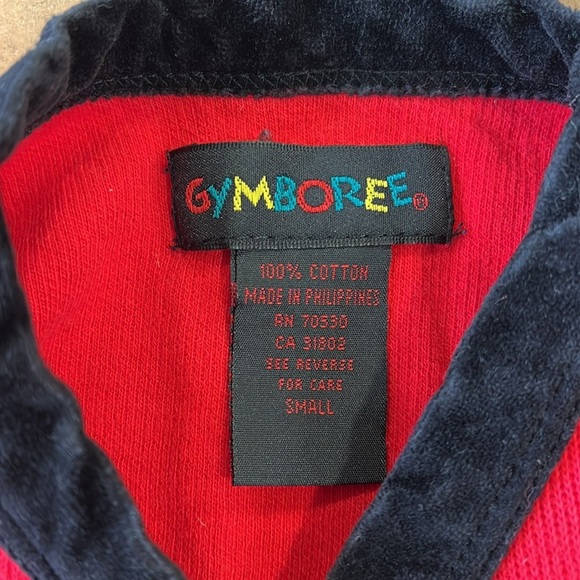 GYMBOREE®
100% COTTON
MADE IN PHILIPPINES
RN 70530
CA 31802
SEE REVERSE
FOR CARE
SMALL